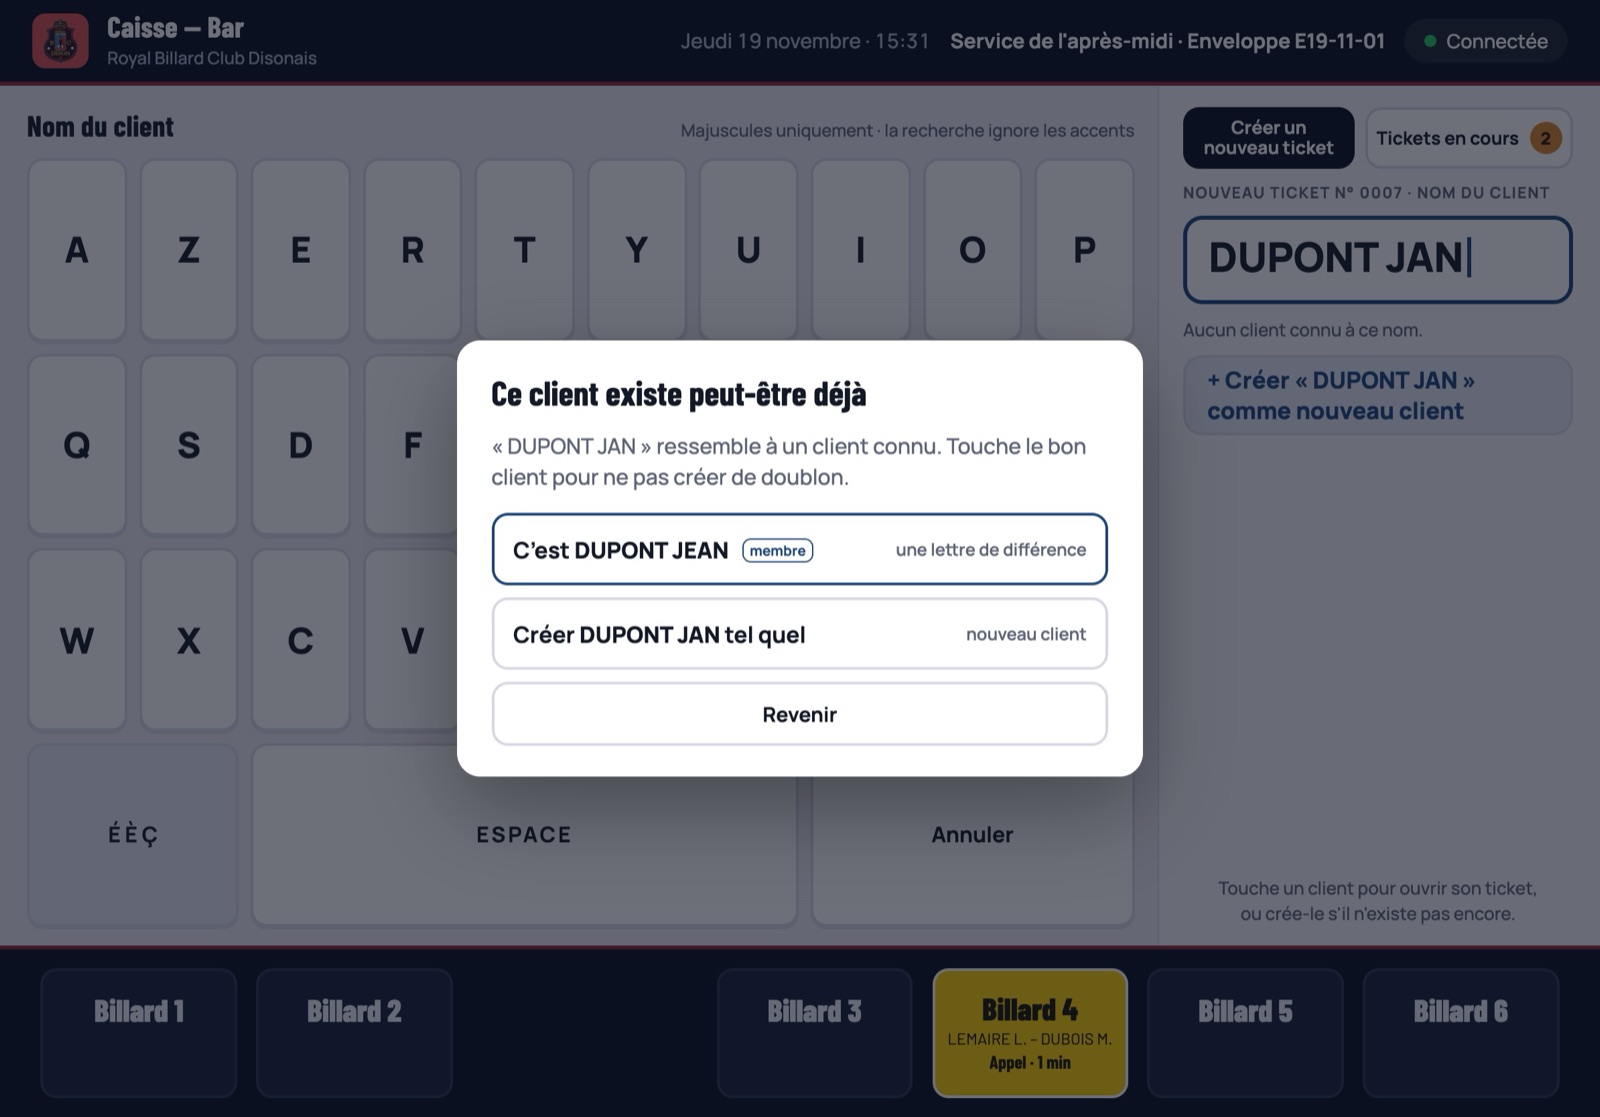 Caisse — Bar
Royal Billard Club Disonais
Jeudi 19 novembre · 15:31
Service de l'après-midi · Enveloppe E19-11-01
Connectée
Nom du client
Majuscules uniquement · la recherche ignore les accents
A Z E R T Y U I O P
Q S D F
W X C V
ÉÈÇ
ESPACE
Annuler
Créer un
nouveau ticket
Tickets en cours 2
NOUVEAU TICKET N° 0007 · NOM DU CLIENT
DUPONT JAN
Aucun client connu à ce nom.
+ Créer « DUPONT JAN »
comme nouveau client
Touche un client pour ouvrir son ticket,
ou crée-le s'il n'existe pas encore.
Ce client existe peut-être déjà
« DUPONT JAN » ressemble à un client connu. Touche le bon
client pour ne pas créer de doublon.
C’est DUPONT JEAN membre une lettre de différence
Créer DUPONT JAN tel quel nouveau client
Revenir
Billard 1
Billard 2
Billard 3
Billard 4
LEMAIRE L. – DUBOIS M.
Appel · 1 min
Billard 5
Billard 6